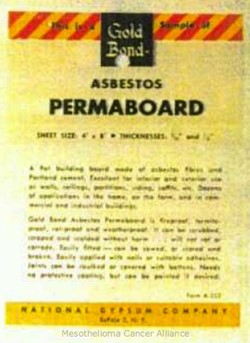 This is a Sample of
Gold
Bond
ASBESTOS
PERMABOARD
SHEET SIZE: 4' x 8' THICKNESSES: and
A flat building board made of asbestos fibres and
Portland cement. Excellent for interior and exterior use
as walls, ceilings, partitions, siding, soffits, etc. Dozens
of applications in the home, on the farm, and in com-
mercial and industrial buildings.
Gold Bond Asbestos Permaboard is fireproof, termite-
proof, rot-proof and weatherproof. It can be scrubbed,
scraped and scalded without harm will not rot or
corrode. Easily fitted can be sawed, or scored and
broken. Easily applied with nails or suitable adhesives.
Joints can be caulked or covered with battens. Needs
no protective coating, but can be painted if desired.
Form A-252
NATIONAL GYPSUM COMPANY
Buffalo 2, N. Y.
Mesothelioma Cancer Alliance